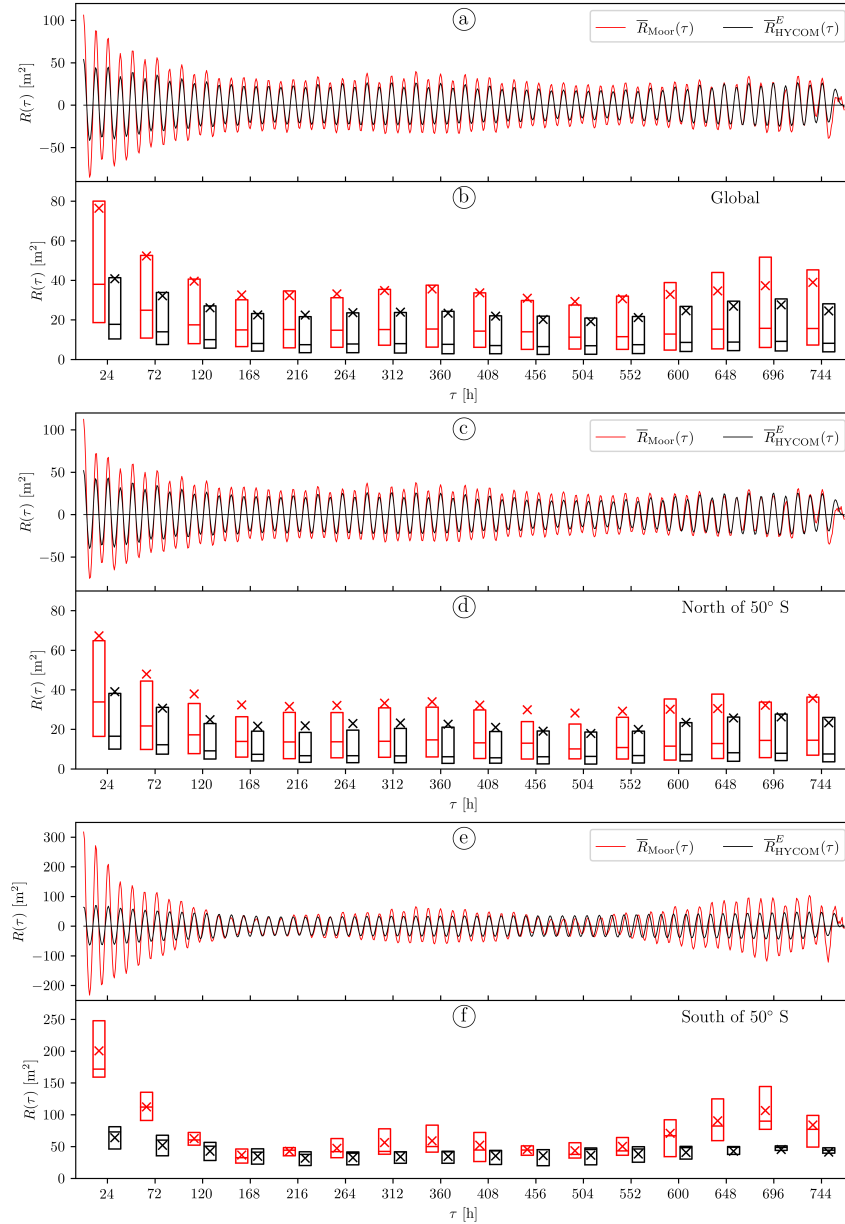 ⓐ
R̅_Moor(τ) R̅^E_HYCOM(τ)
R(τ) [m²]
100
50
0
−50
ⓑ
Global
R(τ) [m²]
80
60
40
20
0
24 72 120 168 216 264 312 360 408 456 504 552 600 648 696 744
τ [h]
ⓒ
R̅_Moor(τ) R̅^E_HYCOM(τ)
R(τ) [m²]
100
50
0
−50
ⓓ
North of 50° S
R(τ) [m²]
80
60
40
20
0
24 72 120 168 216 264 312 360 408 456 504 552 600 648 696 744
τ [h]
ⓔ
R̅_Moor(τ) R̅^E_HYCOM(τ)
R(τ) [m²]
300
200
100
0
−100
−200
ⓕ
South of 50° S
R(τ) [m²]
250
200
150
100
50
0
24 72 120 168 216 264 312 360 408 456 504 552 600 648 696 744
τ [h]